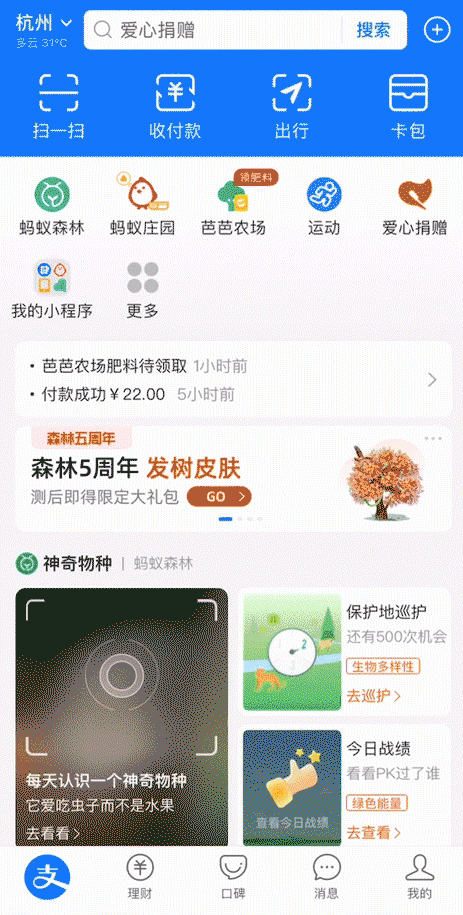 杭州
多云 31°C
爱心捐赠
搜索
扫一扫
收付款
出行
卡包
领肥料
蚂蚁森林
蚂蚁庄园
芭芭农场
运动
爱心捐赠
我的小程序
更多
· 芭芭农场肥料待领取 1小时前
· 付款成功￥22.00 5小时前
森林五周年
森林5周年 发树皮肤
测后即得限定大礼包 GO
神奇物种 | 蚂蚁森林
每天认识一个神奇物种
它爱吃虫子而不是水果
去看看
2
保护地巡护
还有500次机会
生物多样性
去巡护
查看今日战绩
今日战绩
看看PK过了谁
绿色能量
去查看
支
理财
口碑
消息
我的